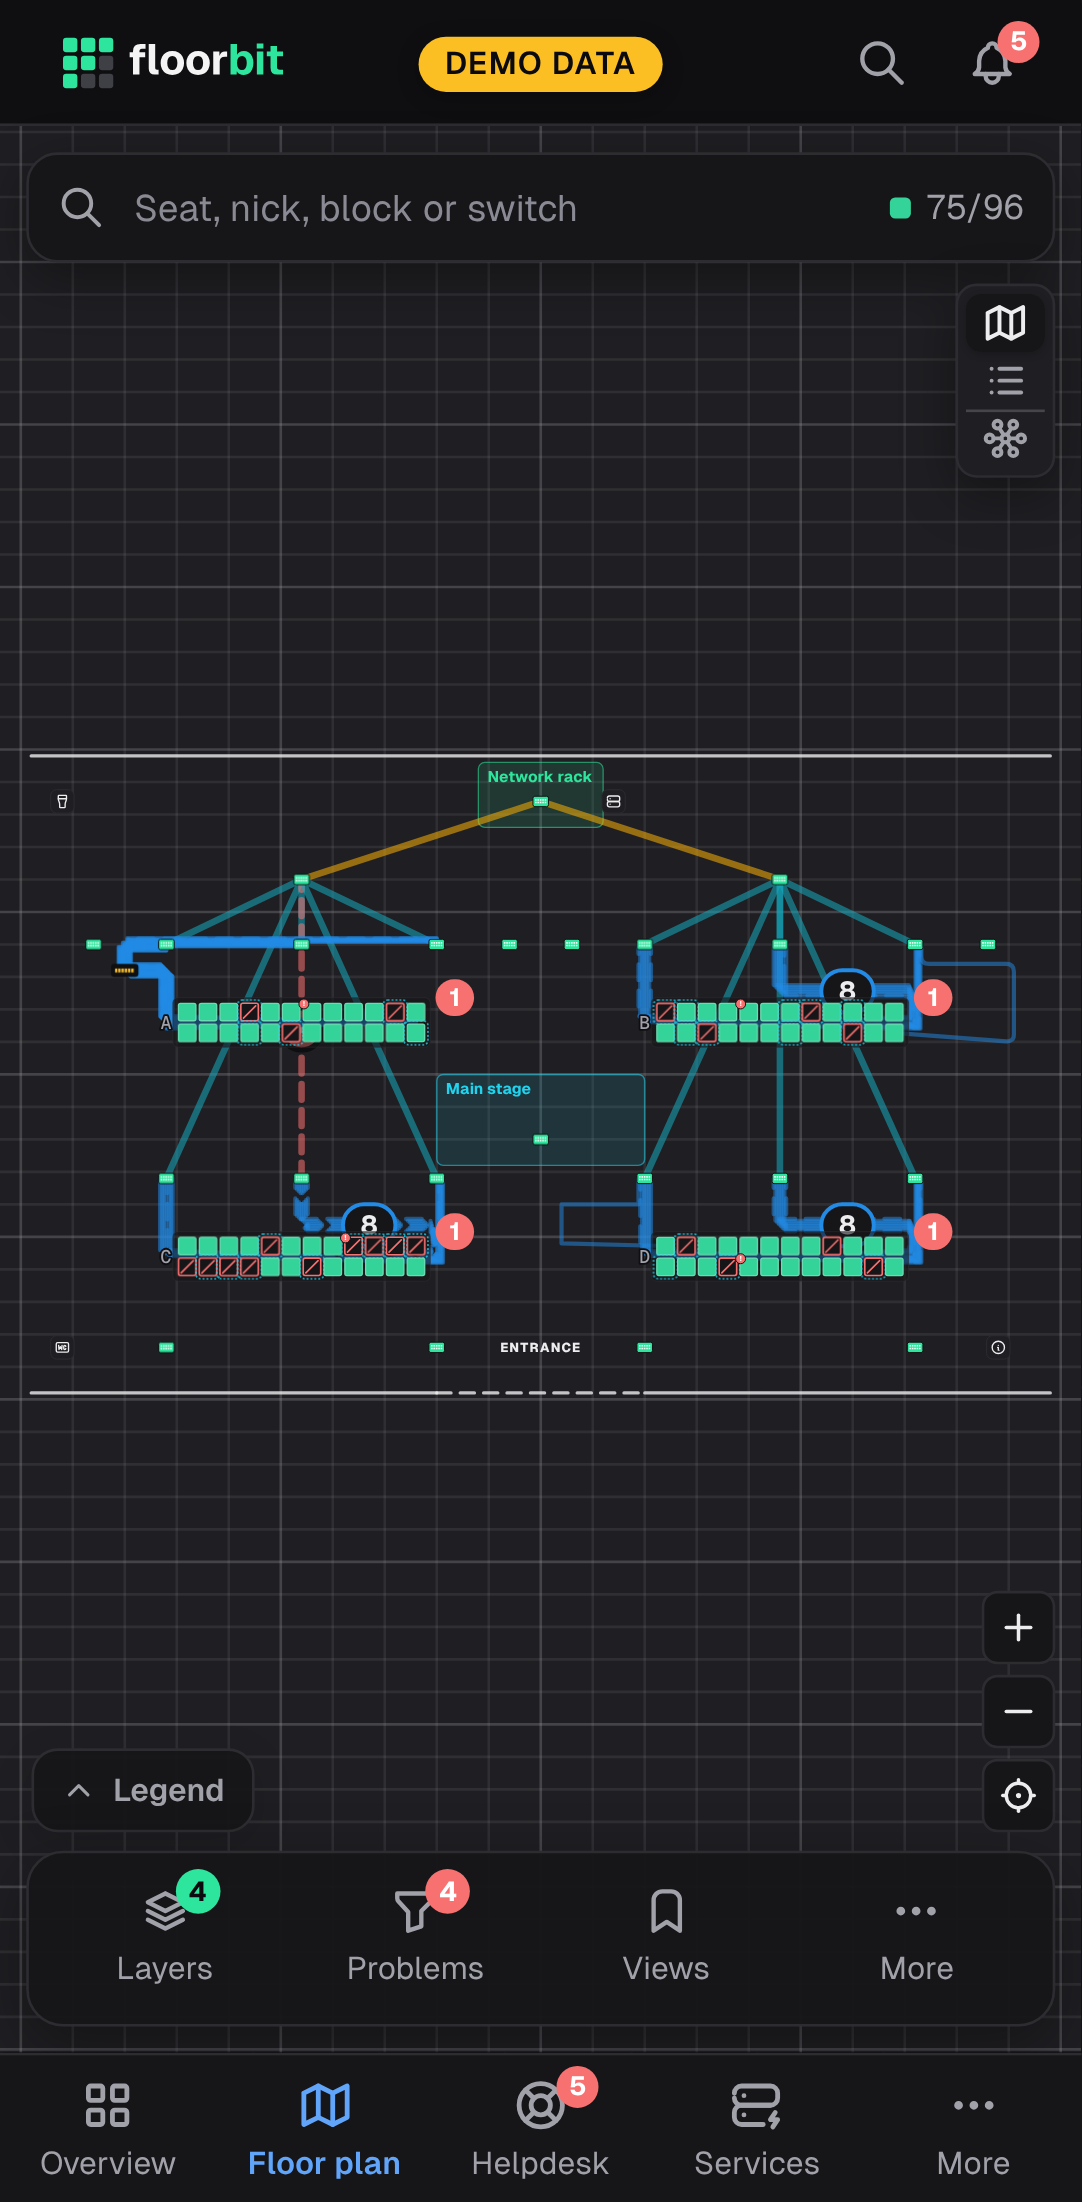 floorbit
DEMO DATA
5
Seat, nick, block or switch
75/96
Network rack
8
A
1
B
1
Main stage
8
8
C
1
D
1
WC
ENTRANCE
Legend
4
4
Layers
Problems
Views
More
5
Overview
Floor plan
Helpdesk
Services
More